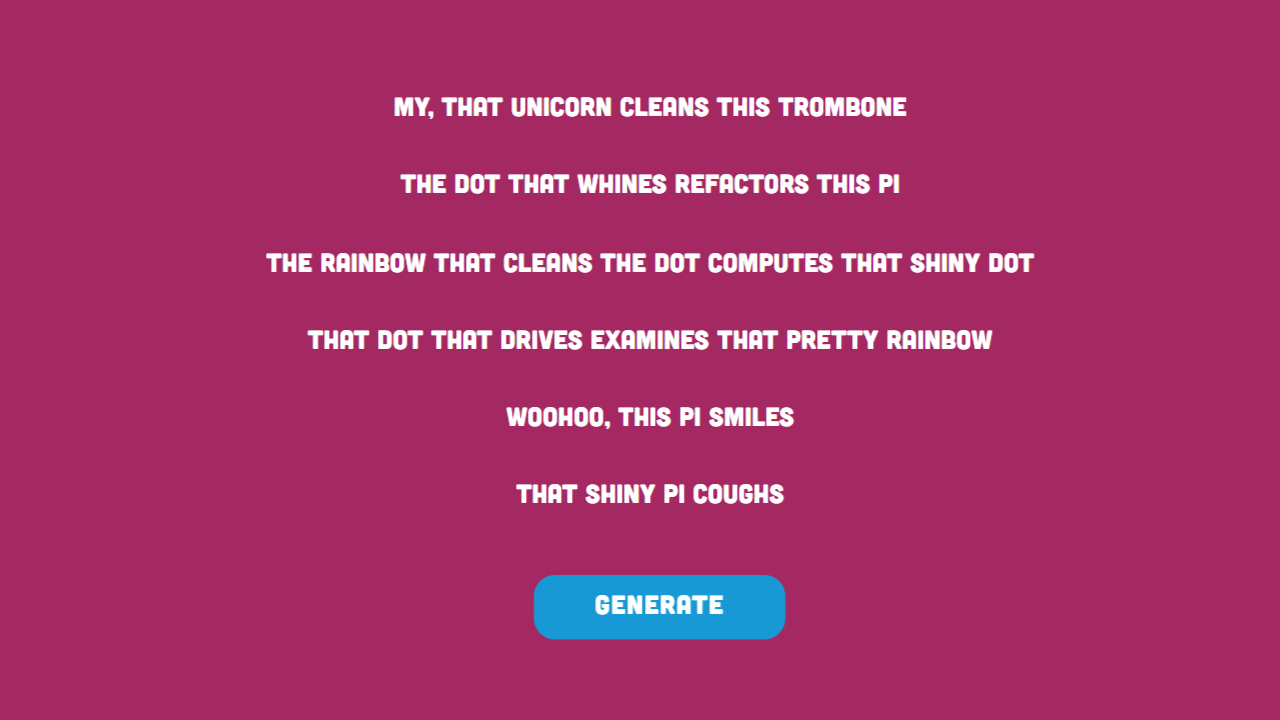 MY, THAT UNICORN CLEANS THIS TROMBONE
THE DOT THAT WHINES REFACTORS THIS PI
THE RAINBOW THAT CLEANS THE DOT COMPUTES THAT SHINY DOT
THAT DOT THAT DRIVES EXAMINES THAT PRETTY RAINBOW
WOOHOO, THIS PI SMILES
THAT SHINY PI COUGHS
GENERATE